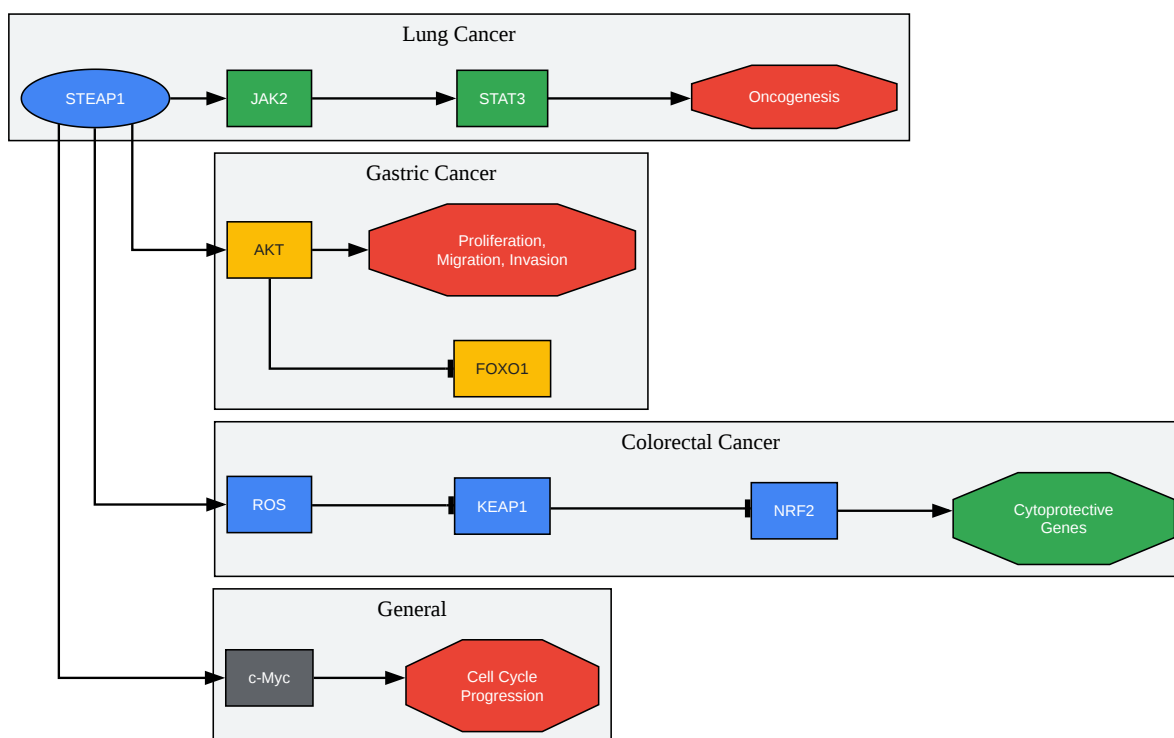 Lung Cancer
STEAP1
JAK2
STAT3
Oncogenesis
Gastric Cancer
AKT
Proliferation,
Migration, Invasion
FOXO1
Colorectal Cancer
ROS
KEAP1
NRF2
Cytoprotective
Genes
General
c-Myc
Cell Cycle
Progression